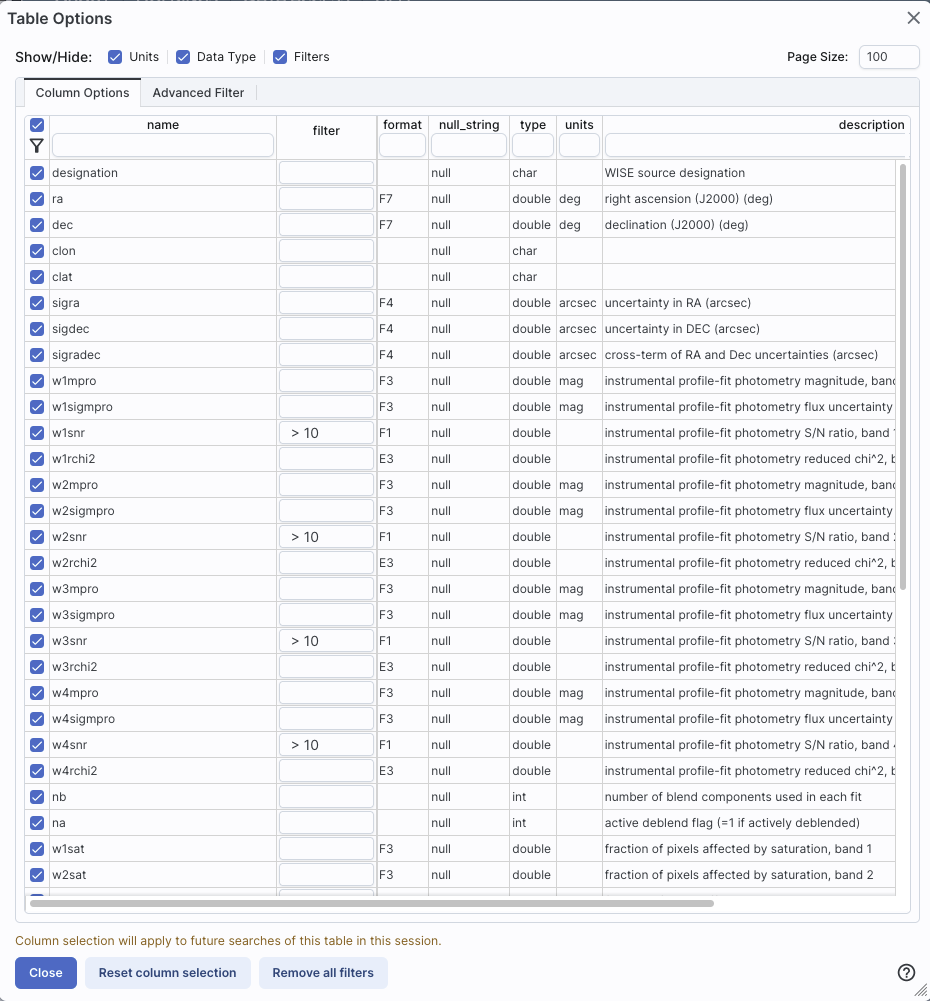 Table Options
Show/Hide: Units Data Type Filters Page Size: 100
Column Options Advanced Filter
name filter format null_string type units description
designation null char WISE source designation
ra F7 null double deg right ascension (J2000) (deg)
dec F7 null double deg declination (J2000) (deg)
clon null char
clat null char
sigra F4 null double arcsec uncertainty in RA (arcsec)
sigdec F4 null double arcsec uncertainty in DEC (arcsec)
sigradec F4 null double arcsec cross-term of RA and Dec uncertainties (arcsec)
w1mpro F3 null double mag instrumental profile-fit photometry magnitude, band
w1sigmpro F3 null double mag instrumental profile-fit photometry flux uncertainty
w1snr > 10 F1 null double instrumental profile-fit photometry S/N ratio, band
w1rchi2 E3 null double instrumental profile-fit photometry reduced chi^2,
w2mpro F3 null double mag instrumental profile-fit photometry magnitude, band
w2sigmpro F3 null double mag instrumental profile-fit photometry flux uncertainty
w2snr > 10 F1 null double instrumental profile-fit photometry S/N ratio, band
w2rchi2 E3 null double instrumental profile-fit photometry reduced chi^2,
w3mpro F3 null double mag instrumental profile-fit photometry magnitude, band
w3sigmpro F3 null double mag instrumental profile-fit photometry flux uncertainty
w3snr > 10 F1 null double instrumental profile-fit photometry S/N ratio, band
w3rchi2 E3 null double instrumental profile-fit photometry reduced chi^2,
w4mpro F3 null double mag instrumental profile-fit photometry magnitude, band
w4sigmpro F3 null double mag instrumental profile-fit photometry flux uncertainty
w4snr > 10 F1 null double instrumental profile-fit photometry S/N ratio, band
w4rchi2 E3 null double instrumental profile-fit photometry reduced chi^2,
nb null int number of blend components used in each fit
na null int active deblend flag (=1 if actively deblended)
w1sat F3 null double fraction of pixels affected by saturation, band 1
w2sat F3 null double fraction of pixels affected by saturation, band 2
Column selection will apply to future searches of this table in this session.
Close Reset column selection Remove all filters